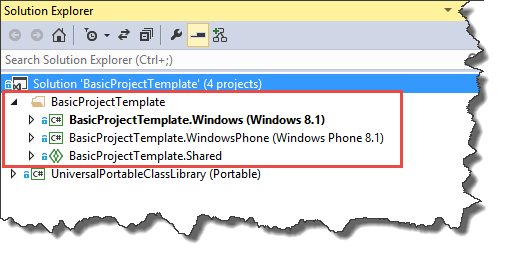 Solution Explorer
Search Solution Explorer (Ctrl+;)
Solution 'BasicProjectTemplate' (4 projects)
BasicProjectTemplate
C# BasicProjectTemplate.Windows (Windows 8.1)
C# BasicProjectTemplate.WindowsPhone (Windows Phone 8.1)
BasicProjectTemplate.Shared
C# UniversalPortableClassLibrary (Portable)